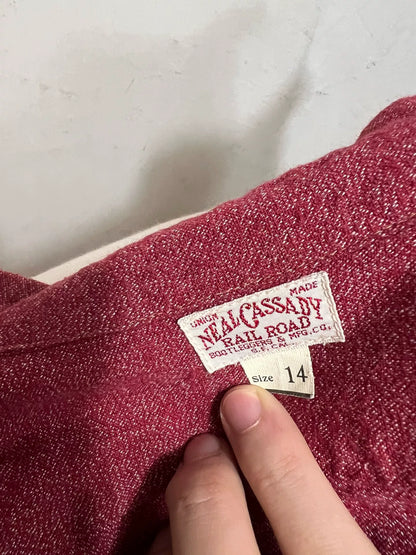 UNION MADE
NEAL CASSADY
RAIL ROAD
BOOTLEGGERS & MFG. CO.
S.F. CAL.
Size 14